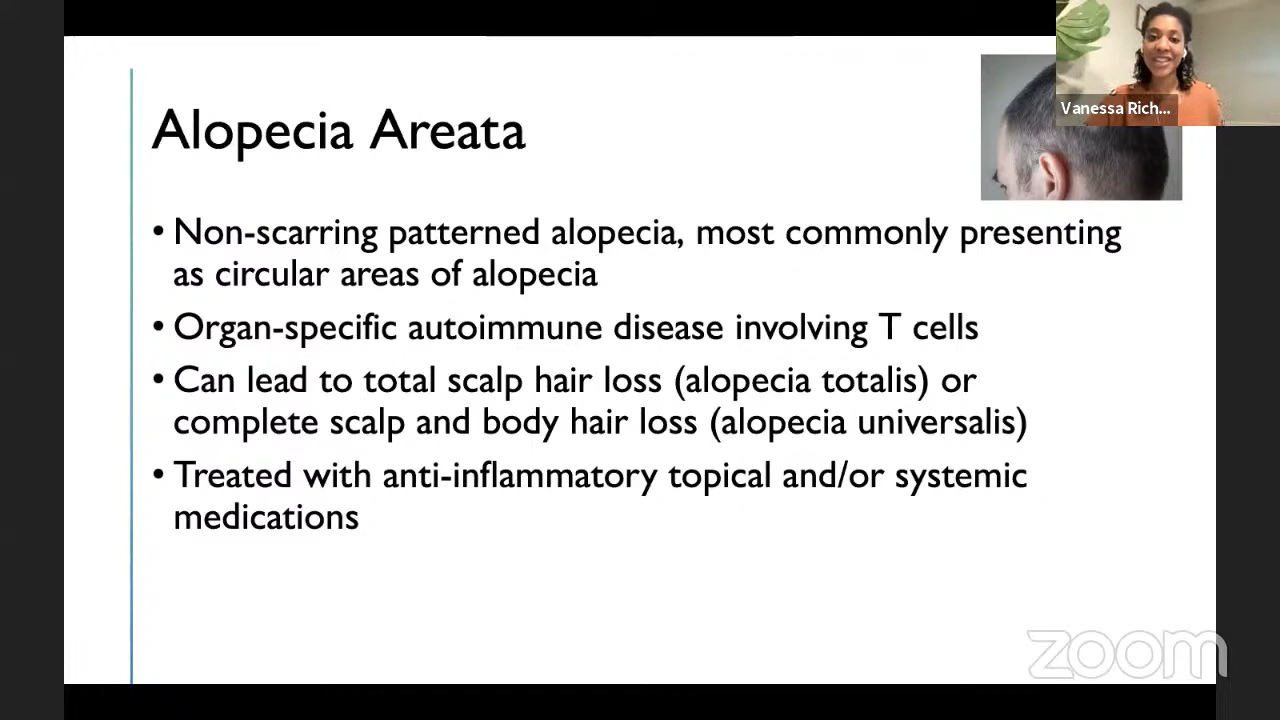 Vanessa Rich...
Alopecia Areata
• Non-scarring patterned alopecia, most commonly presenting
as circular areas of alopecia
• Organ-specific autoimmune disease involving T cells
• Can lead to total scalp hair loss (alopecia totalis) or
complete scalp and body hair loss (alopecia universalis)
• Treated with anti-inflammatory topical and/or systemic
medications
zoom